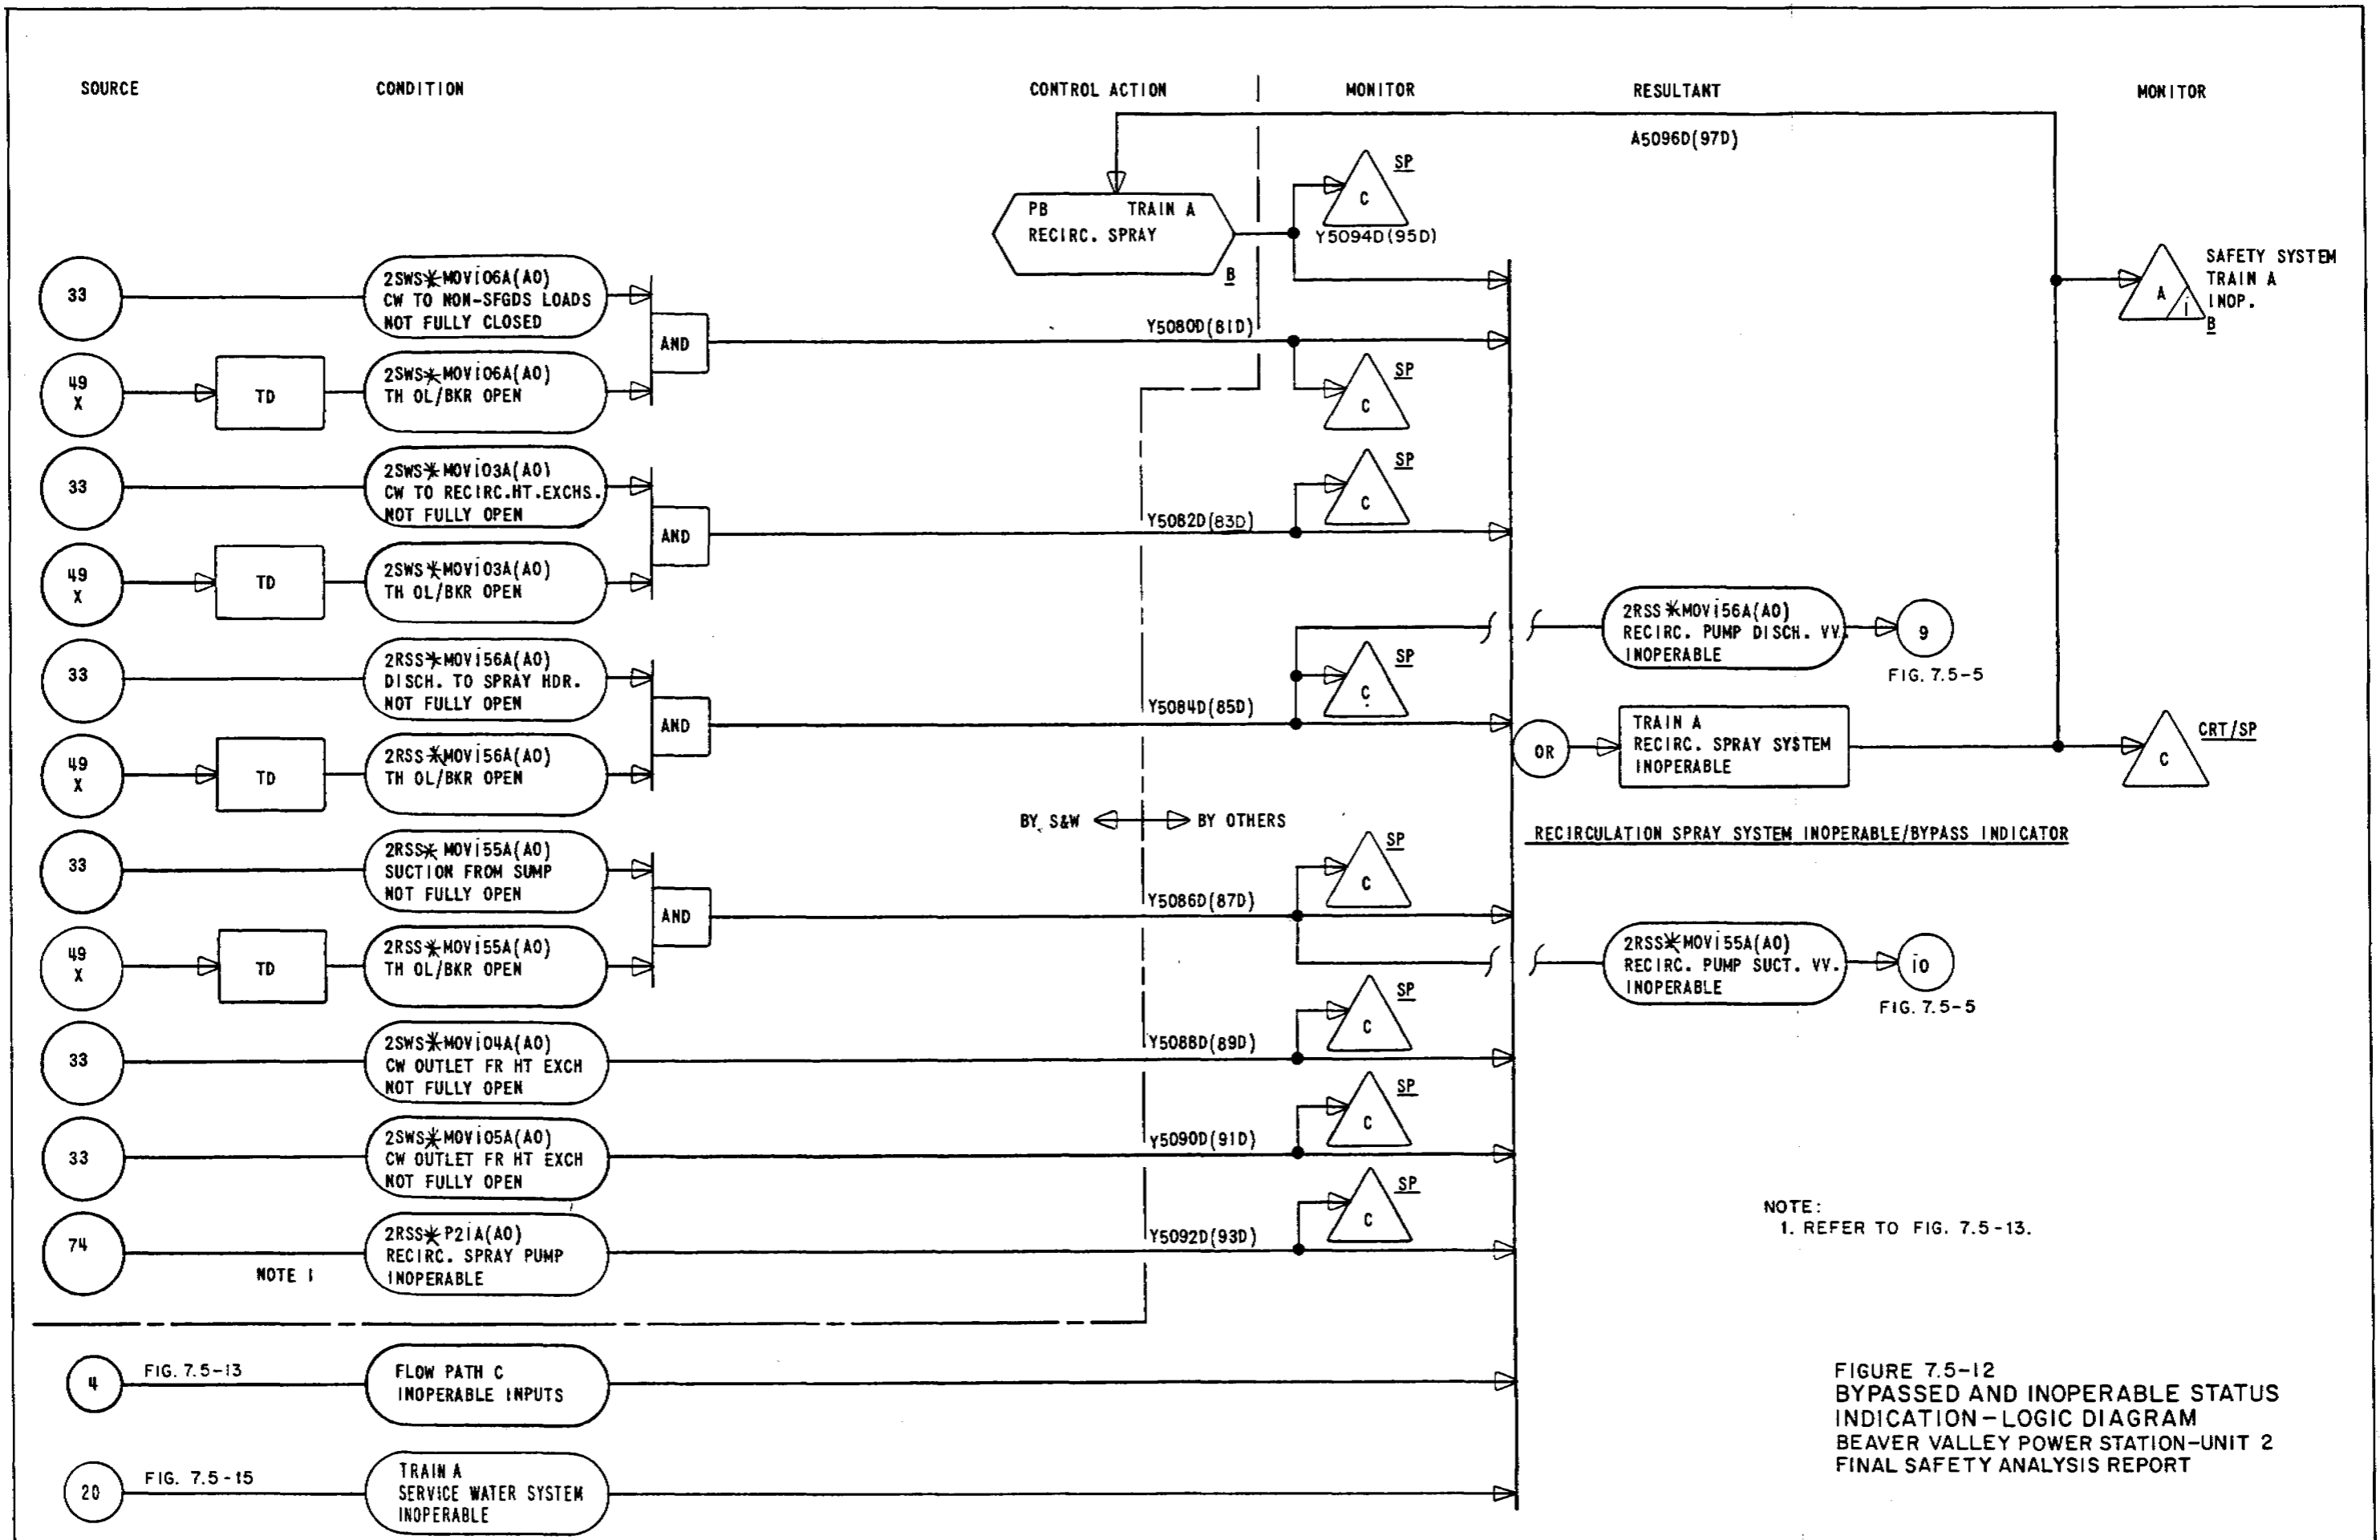 SOURCE CONDITION CONTROL ACTION MONITOR RESULTANT MONITOR
A5096D(97D)
PB TRAIN A
RECIRC. SPRAY
B
SP
C
Y5094D(95D)
SAFETY SYSTEM
TRAIN A
INOP.
B
A
1
33
2SWS*MOV106A(AO)
CW TO NON-SFGDS LOADS
NOT FULLY CLOSED
49
X
TD
2SWS*MOV106A(AO)
TH OL/BKR OPEN
AND
Y5080D(81D)
SP
C
33
2SWS*MOV103A(AO)
CW TO RECIRC.HT.EXCHS.
NOT FULLY OPEN
49
X
TD
2SWS*MOV103A(AO)
TH OL/BKR OPEN
AND
Y5082D(83D)
SP
C
33
2RSS*MOV156A(AO)
DISCH. TO SPRAY HDR.
NOT FULLY OPEN
49
X
TD
2RSS*MOV156A(AO)
TH OL/BKR OPEN
AND
Y5084D(85D)
SP
C
2RSS*MOV156A(AO)
RECIRC. PUMP DISCH. VV.
INOPERABLE
9
FIG. 7.5-5
OR
TRAIN A
RECIRC. SPRAY SYSTEM
INOPERABLE
CRT/SP
C
BY S&W BY OTHERS
RECIRCULATION SPRAY SYSTEM INOPERABLE/BYPASS INDICATOR
33
2RSS*MOV155A(AO)
SUCTION FROM SUMP
NOT FULLY OPEN
49
X
TD
2RSS*MOV155A(AO)
TH OL/BKR OPEN
AND
Y5086D(87D)
SP
C
2RSS*MOV155A(AO)
RECIRC. PUMP SUCT. VV.
INOPERABLE
10
FIG. 7.5-5
33
2SWS*MOV104A(AO)
CW OUTLET FR HT EXCH
NOT FULLY OPEN
Y5088D(89D)
SP
C
33
2SWS*MOV105A(AO)
CW OUTLET FR HT EXCH
NOT FULLY OPEN
Y5090D(91D)
SP
C
74
NOTE 1
2RSS*P21A(AO)
RECIRC. SPRAY PUMP
INOPERABLE
Y5092D(93D)
SP
C
NOTE:
1. REFER TO FIG. 7.5-13.
4
FIG. 7.5-13
FLOW PATH C
INOPERABLE INPUTS
20
FIG. 7.5-15
TRAIN A
SERVICE WATER SYSTEM
INOPERABLE
FIGURE 7.5-12
BYPASSED AND INOPERABLE STATUS
INDICATION-LOGIC DIAGRAM
BEAVER VALLEY POWER STATION-UNIT 2
FINAL SAFETY ANALYSIS REPORT